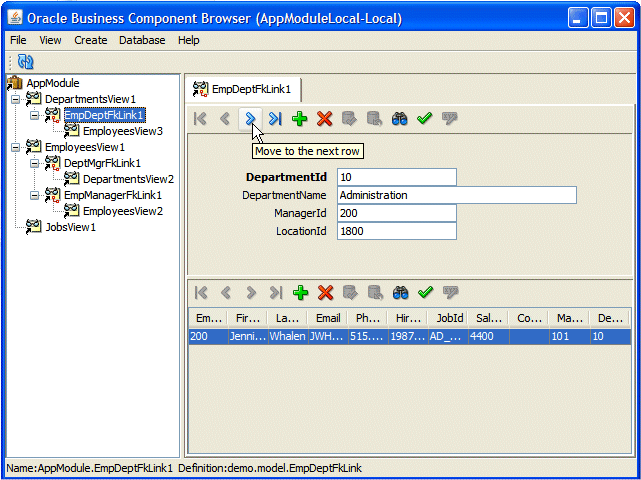 Oracle Business Component Browser (AppModuleLocal-Local)
File View Create Database Help
AppModule
DepartmentsView1
EmpDeptFkLink1
EmployeesView3
EmployeesView1
DeptMgrFkLink1
DepartmentsView2
EmpManagerFkLink1
EmployeesView2
JobsView1
EmpDeptFkLink1
Move to the next row
DepartmentId 10
DepartmentName Administration
ManagerId 200
LocationId 1800
Em... Fir... La... Email Ph... Hir... JobId Sal... Co... Ma... De...
200 Jenni... Whalen JWH... 515.... 1987... AD_... 4400 101 10
Name:AppModule.EmpDeptFkLink1 Definition:demo.model.EmpDeptFkLink